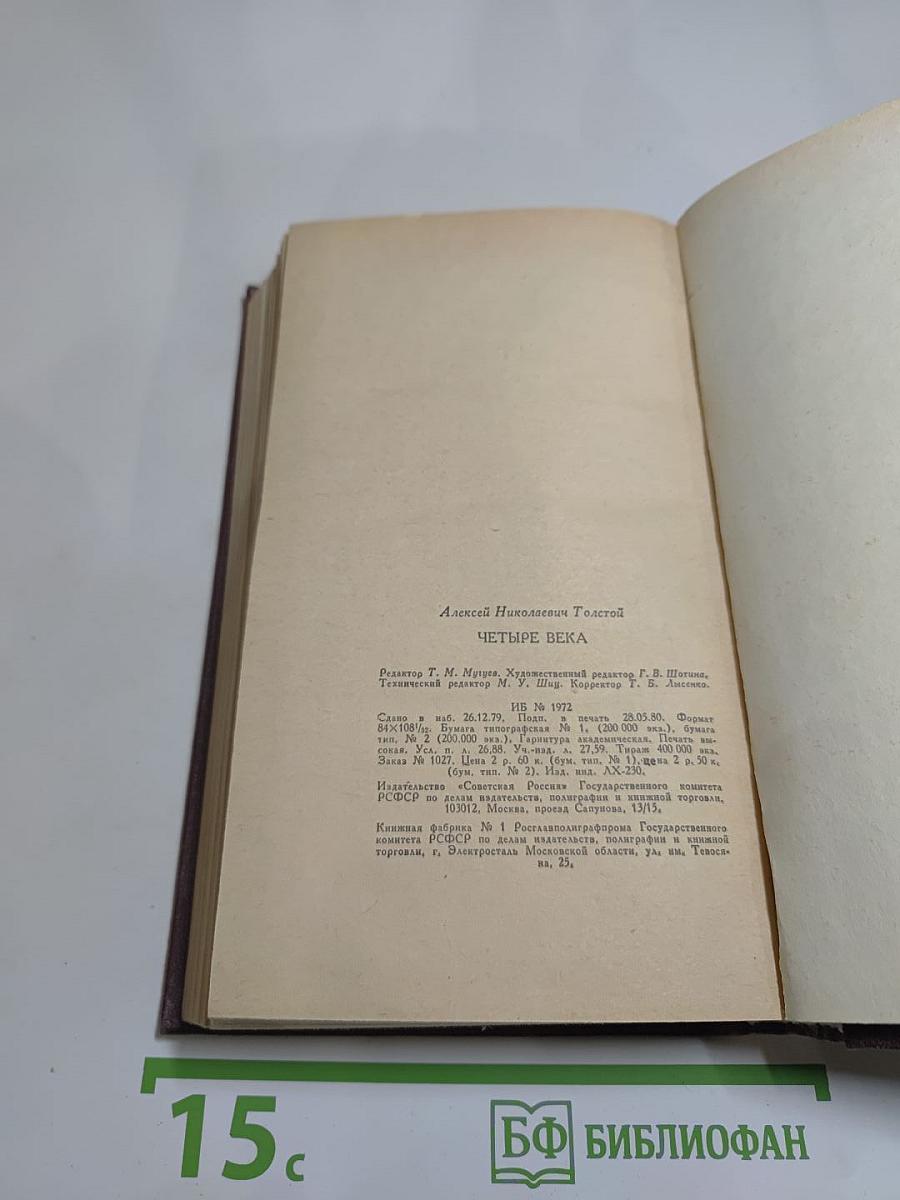 Алексей Николаевич Толстой
ЧЕТЫРЕ ВЕКА
Редактор Т. М. Мугуев. Художественный редактор Г. В. Шотина.
Технический редактор М. У. Шиц. Корректор Т. Б. Лысенко.
ИБ № 1972
Сдано в наб. 26.12.79. Подп. в печать 28.05.80. Формат
84×108¹/₃₂. Бумага типографская № 1. (200 000 экз.), бумага
тип. № 2 (200.000 экз.). Гарнитура академическая. Печать вы-
сокая. Усл. п. л. 26,88. Уч.-изд. л. 27,59. Тираж 400 000 экз.
Заказ № 1027. Цена 2 р. 60 к. (бум. тип. № 1), цена 2 р. 50 к.
(бум. тип. № 2). Изд. инд. ЛХ-230.
Издательство «Советская Россия» Государственного комитета
РСФСР по делам издательств, полиграфии и книжной торговли.
103012, Москва, проезд Сапунова, 13/15.
Книжная фабрика № 1 Росглавполиграфпрома Государственного
комитета РСФСР по делам издательств, полиграфии и книжной
торговли, г. Электросталь Московской области, ул. им. Тевося-
на, 25.
15 с
БФ БИБЛИОФАН